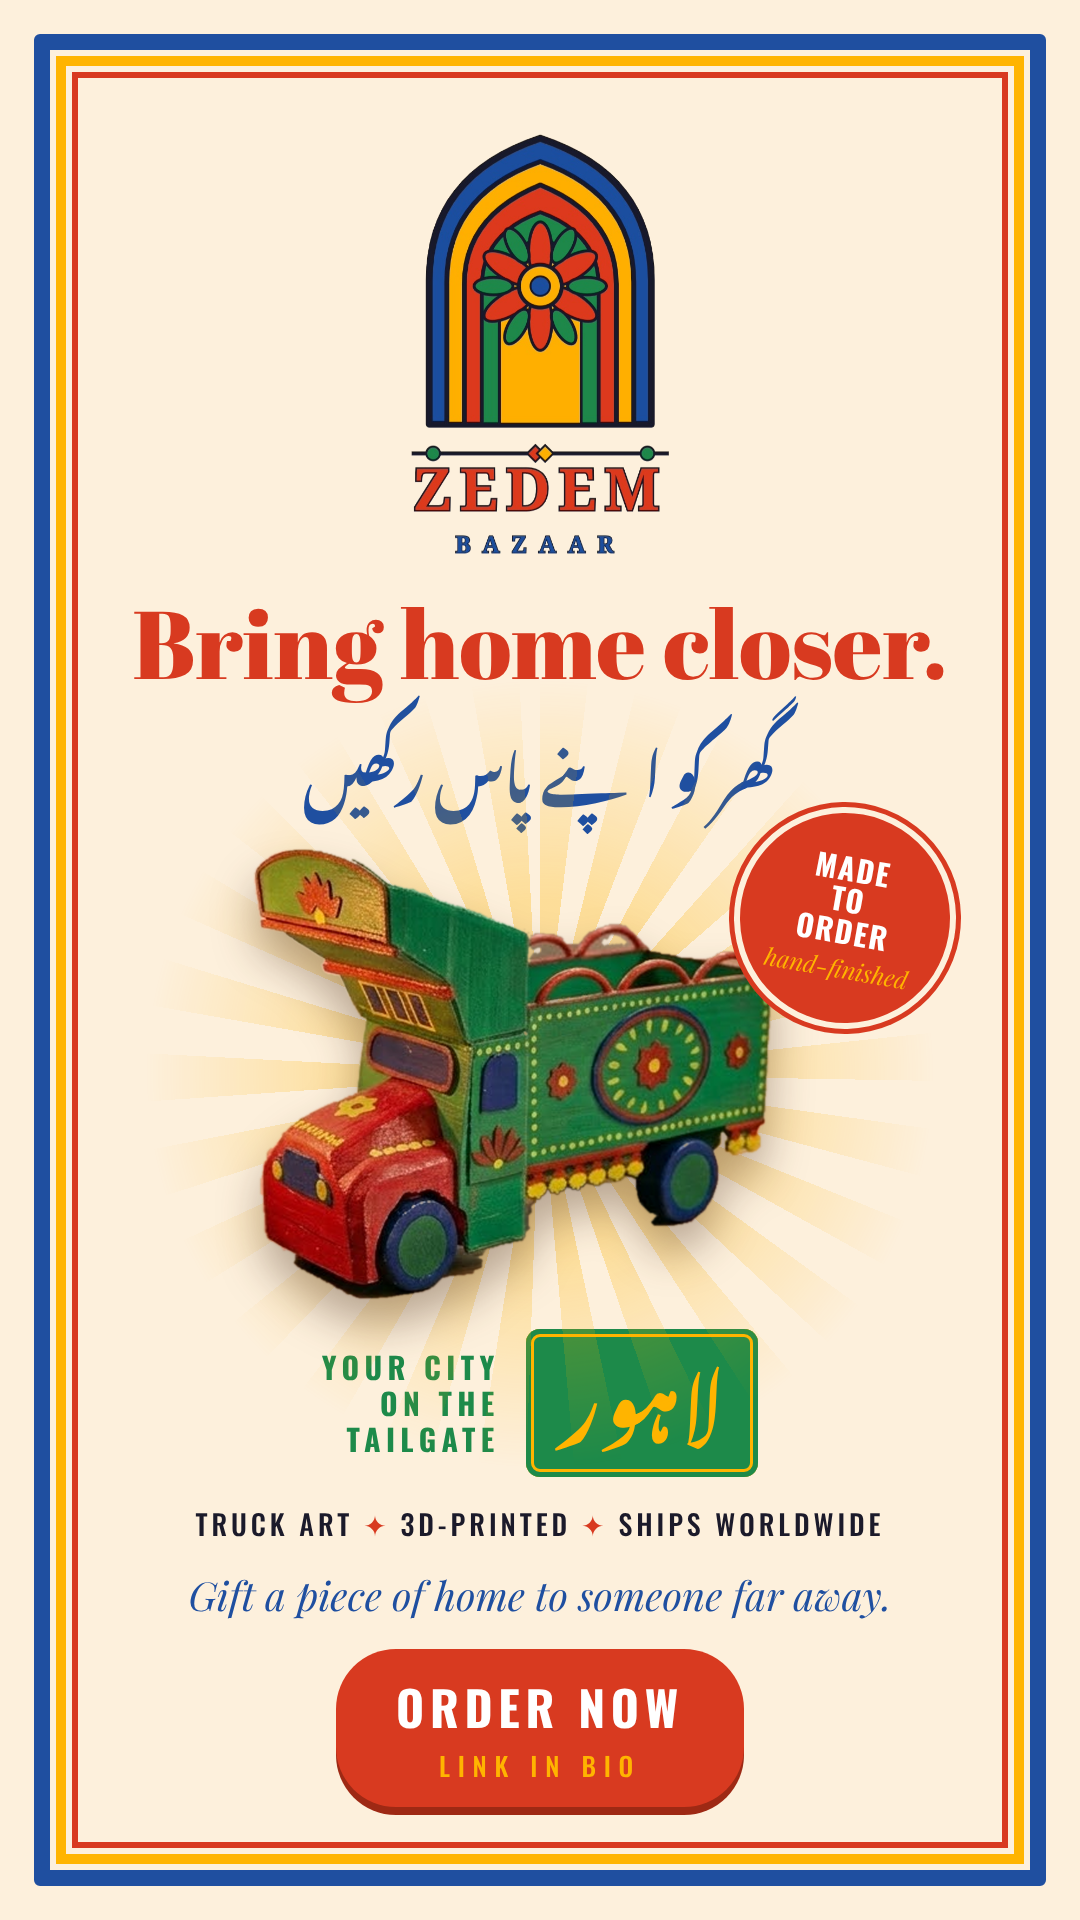 ZEDEM
BAZAAR
Bring home closer.
گھر کو اپنے پاس رکھیں
MADE
TO
ORDER
hand-finished
YOUR CITY
ON THE
TAILGATE
لاہور
TRUCK ART ✦ 3D-PRINTED ✦ SHIPS WORLDWIDE
Gift a piece of home to someone far away.
ORDER NOW
LINK IN BIO